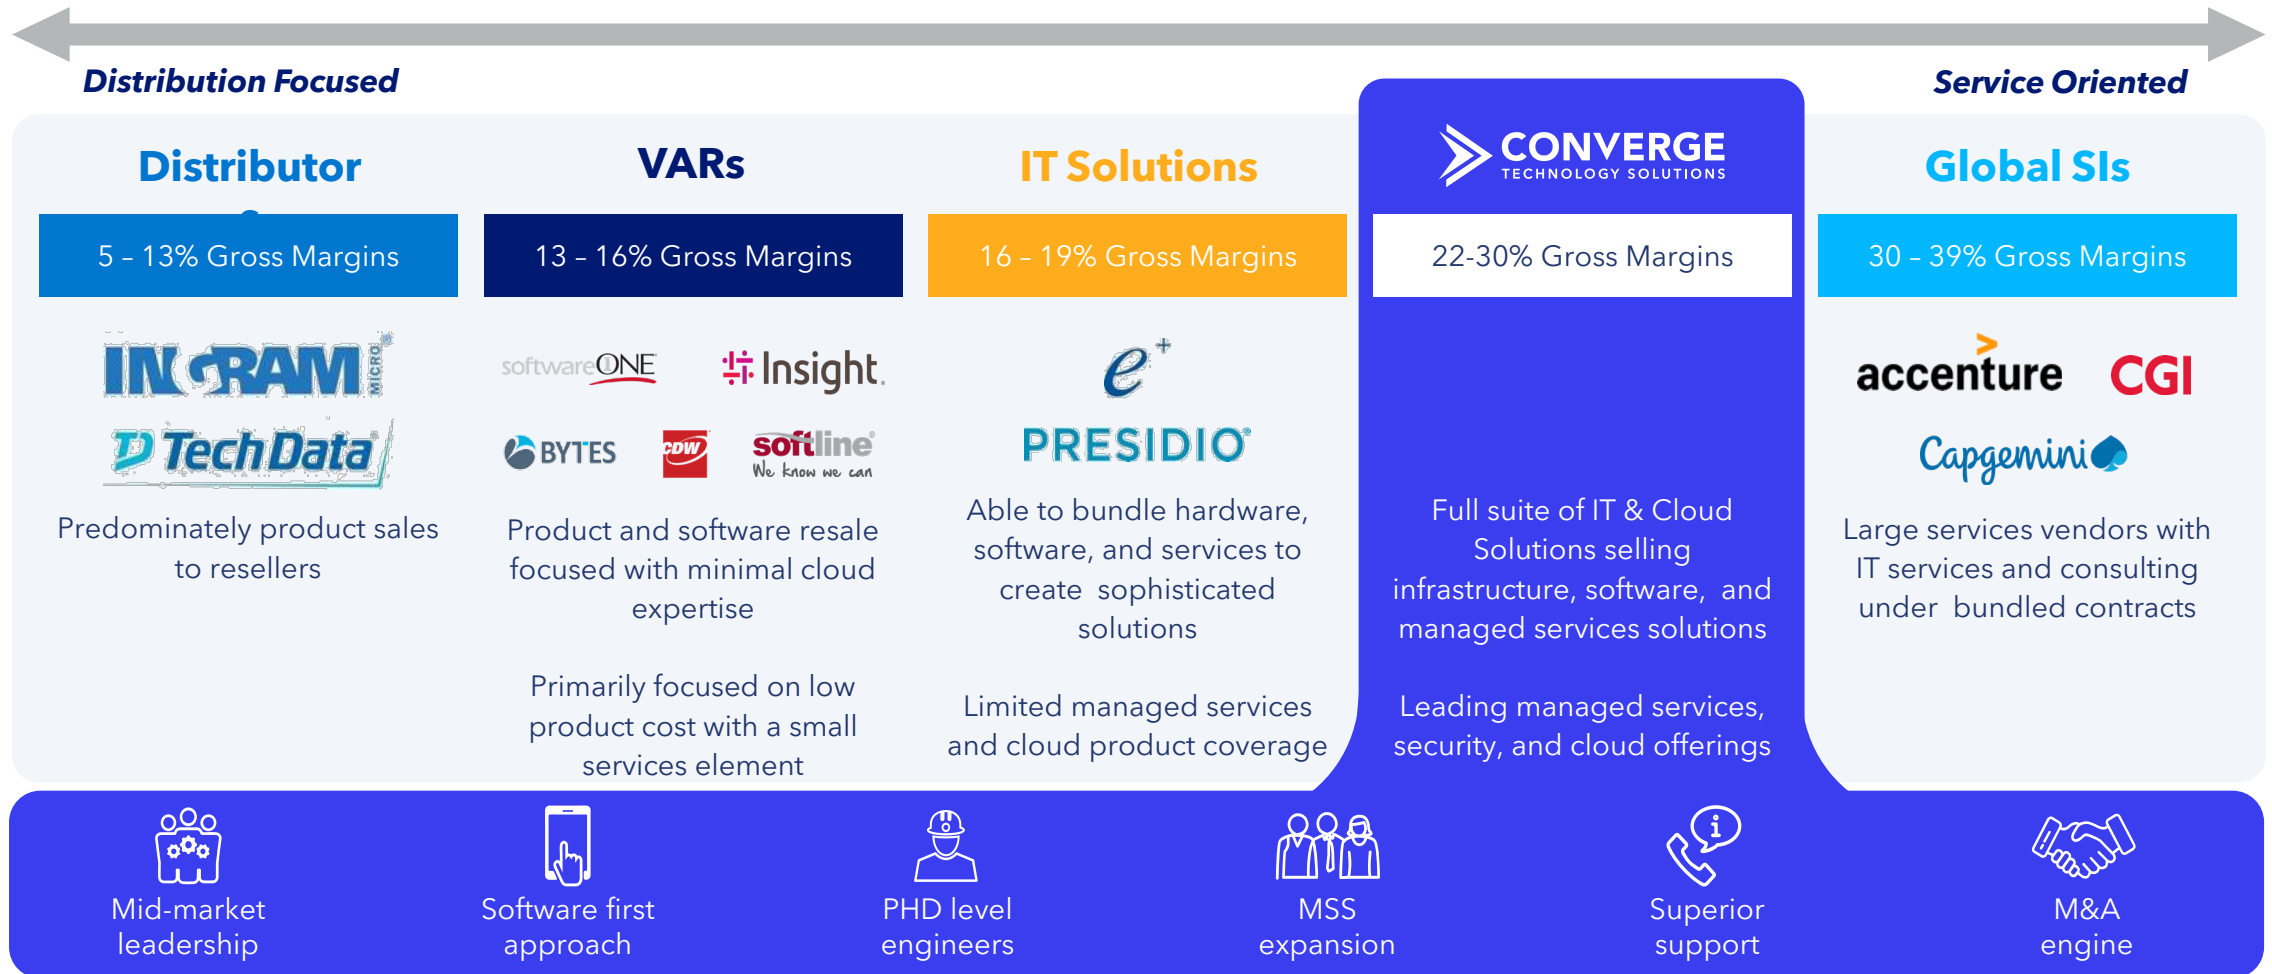 Distribution Focused
Service Oriented
Distributor
5 – 13% Gross Margins
INGRAM MICRO
TechData
Predominately product sales
to resellers
VARs
13 – 16% Gross Margins
softwareONE
Insight.
BYTES
CDW
softline
We know we can
Product and software resale
focused with minimal cloud
expertise
Primarily focused on low
product cost with a small
services element
IT Solutions
16 – 19% Gross Margins
e+
PRESIDIO
Able to bundle hardware,
software, and services to
create sophisticated
solutions
Limited managed services
and cloud product coverage
CONVERGE
TECHNOLOGY SOLUTIONS
22-30% Gross Margins
Full suite of IT & Cloud
Solutions selling
infrastructure, software, and
managed services solutions
Leading managed services,
security, and cloud offerings
Global SIs
30 – 39% Gross Margins
accenture
CGI
Capgemini
Large services vendors with
IT services and consulting
under bundled contracts
Mid-market
leadership
Software first
approach
PHD level
engineers
MSS
expansion
Superior
support
M&A
engine